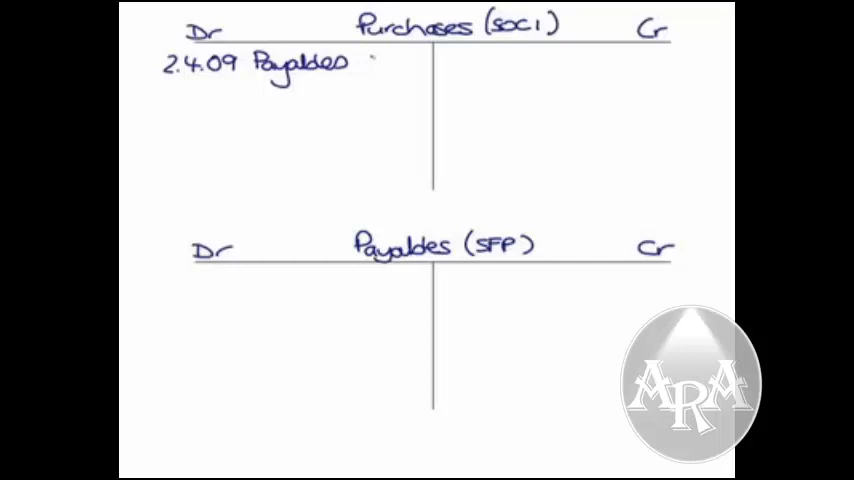 Dr Purchases (SOCI) Cr
2.4.09 Payables
Dr Payables (SFP) Cr
ARA